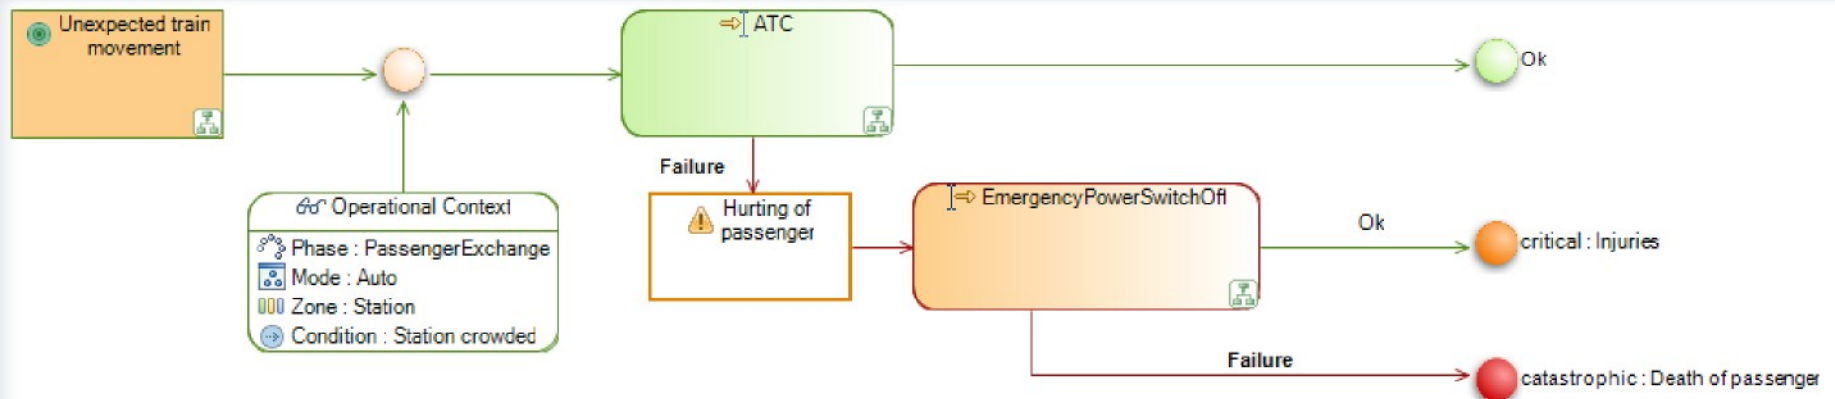 Unexpected train
movement
ATC
Ok
Failure
Operational Context
Phase : PassengerExchange
Mode : Auto
Zone : Station
Condition : Station crowded
Hurting of
passenger
EmergencyPowerSwitchOff
Ok
critical : Injuries
Failure
catastrophic : Death of passenger